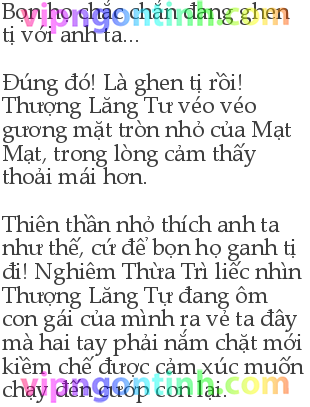 Bọn họ chắc chắn đang ghen
vipngontinh.com
tị với anh ta...
Đúng đó! Là ghen tị rồi!
Thượng Lăng Tư véo véo
gương mặt tròn nhỏ của Mạt
Mạt, trong lòng cảm thấy
thoải mái hơn.
Thiên thần nhỏ thích anh ta
như thế, cứ để bọn họ ganh tị
đi! Nghiêm Thừa Trì liếc nhìn
Thượng Lăng Tự đang ôm
con gái của mình ra vẻ ta đây
mà hai tay phải nắm chặt mới
kiềm chế được cảm xúc muốn
vipngontinh.com
chạy đến cướp con lại.